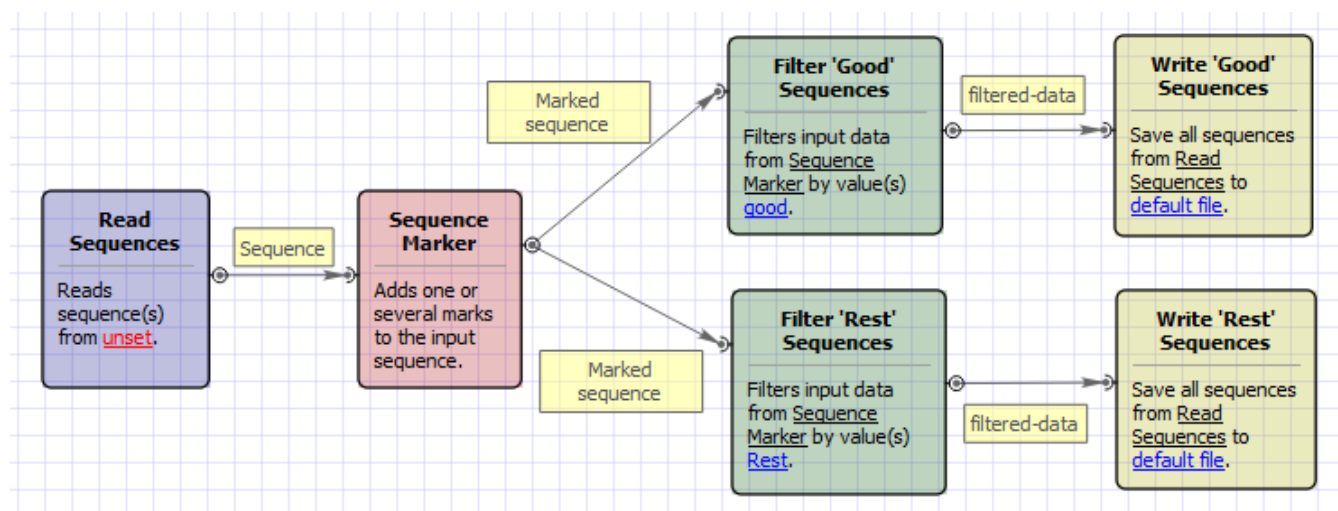 Read
Sequences
Reads
sequence(s)
from unset.
Sequence
Sequence
Marker
Adds one or
several marks
to the input
sequence.
Marked
sequence
Marked
sequence
Filter 'Good'
Sequences
Filters input data
from Sequence
Marker by value(s)
good.
filtered-data
Write 'Good'
Sequences
Save all sequences
from Read
Sequences to
default file.
Filter 'Rest'
Sequences
Filters input data
from Sequence
Marker by value(s)
Rest.
filtered-data
Write 'Rest'
Sequences
Save all sequences
from Read
Sequences to
default file.